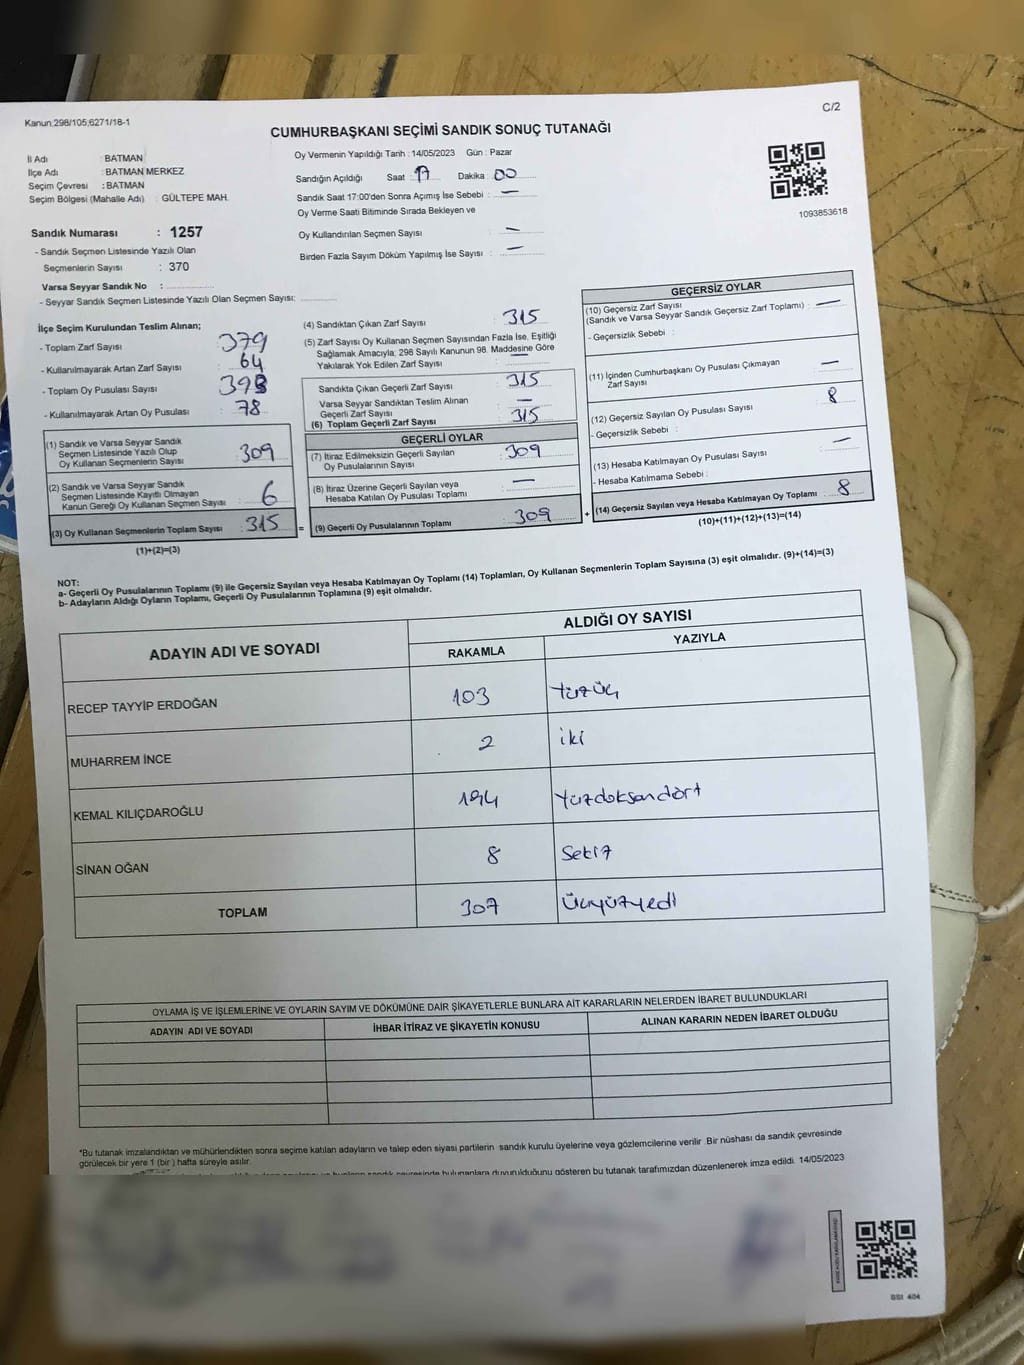 Kanun:298/105;6271/18-1
C/2
CUMHURBAŞKANI SEÇİMİ SANDIK SONUÇ TUTANAĞI
İl Adı : BATMAN
İlçe Adı : BATMAN MERKEZ
Seçim Çevresi : BATMAN
Seçim Bölgesi (Mahalle Adı) : GÜLTEPE MAH.
Sandık Numarası : 1257
- Sandık Seçmen Listesinde Yazılı Olan
Seçmenlerin Sayısı : 370
Varsa Seyyar Sandık No :
- Seyyar Sandık Seçmen Listesinde Yazılı Olan Seçmen Sayısı:
Oy Vermenin Yapıldığı Tarih : 14/05/2023 Gün : Pazar
Sandığın Açıldığı Saat : 17 Dakika : 00
Sandık Saat 17:00'den Sonra Açımış İse Sebebi : —
Oy Verme Saati Bitiminde Sırada Bekleyen ve
Oy Kullandırılan Seçmen Sayısı : —
Birden Fazla Sayım Döküm Yapılmış İse Sayısı : —
1093853618
İlçe Seçim Kurulundan Teslim Alınan;
- Toplam Zarf Sayısı : 379
- Kullanılmayarak Artan Zarf Sayısı : 64
- Toplam Oy Pusulası Sayısı : 393
- Kullanılmayarak Artan Oy Pusulası : 78
(1) Sandık ve Varsa Seyyar Sandık
Seçmen Listesinde Yazılı Olup
Oy Kullanan Seçmenlerin Sayısı : 309
(2) Sandık ve Varsa Seyyar Sandık
Seçmen Listesinde Kayıtlı Olmayan
Kanun Gereği Oy Kullanan Seçmen Sayısı : 6
(3) Oy Kullanan Seçmenlerin Toplam Sayısı : 315
(1)+(2)=(3)
(4) Sandıktan Çıkan Zarf Sayısı : 315
(5) Zarf Sayısı Oy Kullanan Seçmen Sayısından Fazla İse, Eşitliği
Sağlamak Amacıyla, 298 Sayılı Kanunun 98. Maddesine Göre
Yakılarak Yok Edilen Zarf Sayısı : —
Sandıkta Çıkan Geçerli Zarf Sayısı : 315
Varsa Seyyar Sandıktan Teslim Alınan
Geçerli Zarf Sayısı : —
(6) Toplam Geçerli Zarf Sayısı : 315
GEÇERLİ OYLAR
(7) İtiraz Edilmeksizin Geçerli Sayılan
Oy Pusulalarının Sayısı : 309
(8) İtiraz Üzerine Geçerli Sayılan veya
Hesaba Katılan Oy Pusulası Toplamı : —
= (9) Geçerli Oy Pusulalarının Toplamı : 309
GEÇERSİZ OYLAR
(10) Geçersiz Zarf Sayısı
(Sandık ve Varsa Seyyar Sandık Geçersiz Zarf Toplamı) : —
- Geçersizlik Sebebi :
(11) İçinden Cumhurbaşkanı Oy Pusulası Çıkmayan
Zarf Sayısı : —
(12) Geçersiz Sayılan Oy Pusulası Sayısı : 8
- Geçersizlik Sebebi :
(13) Hesaba Katılmayan Oy Pusulası Sayısı : —
- Hesaba Katılmama Sebebi :
+ (14) Geçersiz Sayılan veya Hesaba Katılmayan Oy Toplamı : 8
(10)+(11)+(12)+(13)=(14)
NOT:
a- Geçerli Oy Pusulalarının Toplamı (9) ile Geçersiz Sayılan veya Hesaba Katılmayan Oy Toplamı (14) Toplamları, Oy Kullanan Seçmenlerin Toplam Sayısına (3) eşit olmalıdır. (9)+(14)=(3)
b- Adayların Aldığı Oyların Toplamı, Geçerli Oy Pusulalarının Toplamına (9) eşit olmalıdır.
ADAYIN ADI VE SOYADI
ALDIĞI OY SAYISI
RAKAMLA YAZIYLA
RECEP TAYYİP ERDOĞAN 103 Yüzüç
MUHARREM İNCE 2 iki
KEMAL KILIÇDAROĞLU 194 Yüzdoksandört
SİNAN OĞAN 8 Sekiz
TOPLAM 307 Üçyüzyedi
OYLAMA İŞ VE İŞLEMLERİNE VE OYLARIN SAYIM VE DÖKÜMÜNE DAİR ŞİKAYETLERLE BUNLARA AİT KARARLARIN NELERDEN İBARET BULUNDUKLARI
ADAYIN ADI VE SOYADI İHBAR İTİRAZ VE ŞİKAYETİN KONUSU ALINAN KARARIN NEDEN İBARET OLDUĞU
*Bu tutanak imzalandıktan ve mühürlendikten sonra seçime katılan adayların ve talep eden siyasi partilerin sandık kurulu üyelerine veya gözlemcilerine verilir. Bir nüshası da sandık çevresinde
görülecek bir yere 1 (bir ) hafta süreyle asılır.
sandık çevresinde bulunanlara duyurulduğunu gösteren bu tutanak tarafımızdan düzenlenerek imza edildi. 14/05/2023